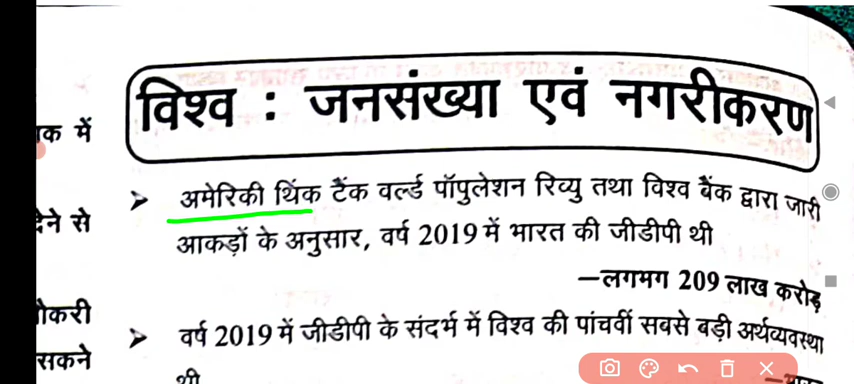 विश्व : जनसंख्या एवं नगरीकरण
क में
➤ अमेरिकी थिंक टैंक वर्ल्ड पॉपुलेशन रिव्यु तथा विश्व बैंक द्वारा जारी
देने से
आकड़ों के अनुसार, वर्ष 2019 में भारत की जीडीपी थी
–लगभग 209 लाख करोड़
➤ वर्ष 2019 में जीडीपी के संदर्भ में विश्व की पांचवीं सबसे बड़ी अर्थव्यवस्था
सकने
थी